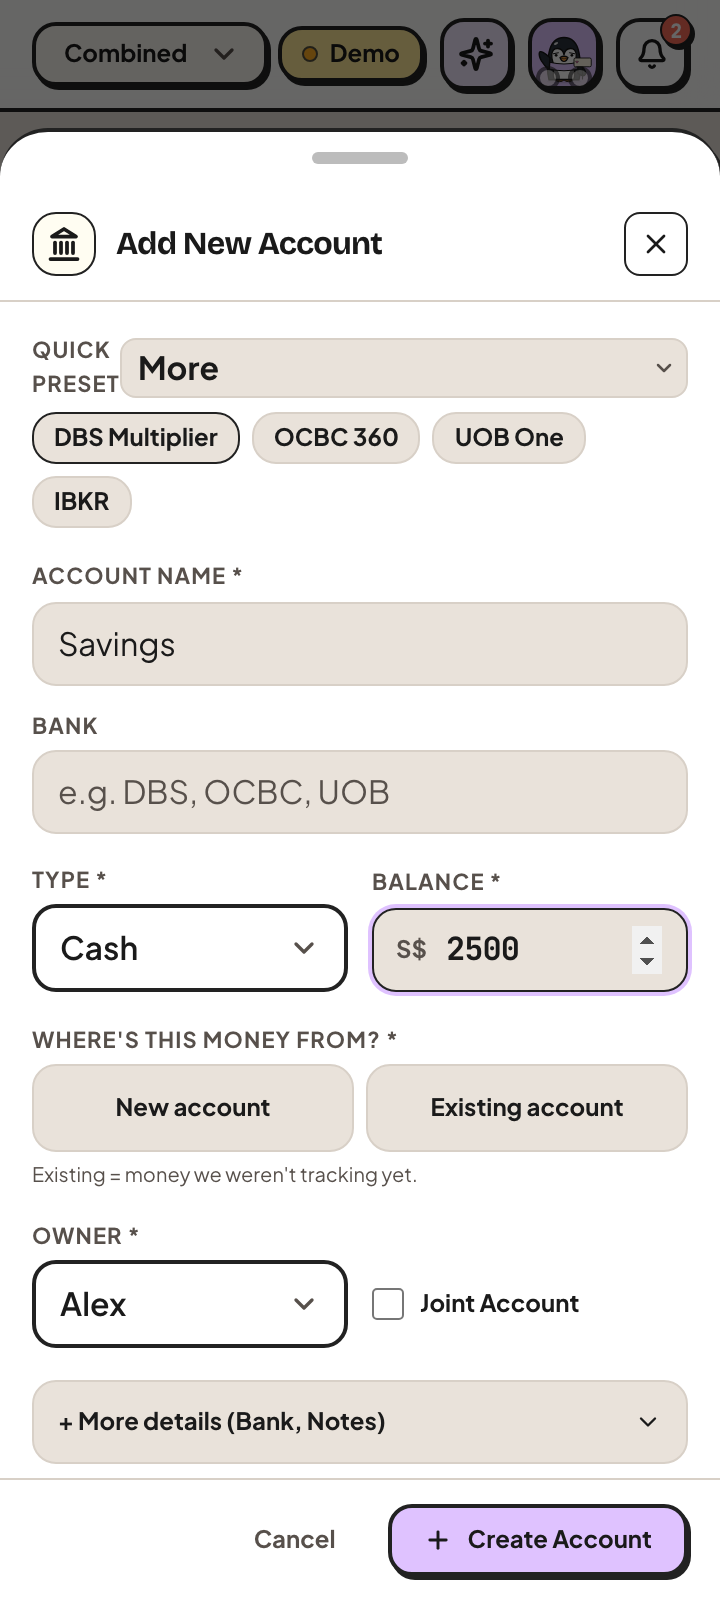 Combined
Demo
2
Add New Account
QUICK PRESET
More
DBS Multiplier
OCBC 360
UOB One
IBKR
ACCOUNT NAME *
Savings
BANK
e.g. DBS, OCBC, UOB
TYPE *
BALANCE *
Cash
S$ 2500
WHERE'S THIS MONEY FROM? *
New account
Existing account
Existing = money we weren't tracking yet.
OWNER *
Alex
Joint Account
+ More details (Bank, Notes)
Cancel
+ Create Account